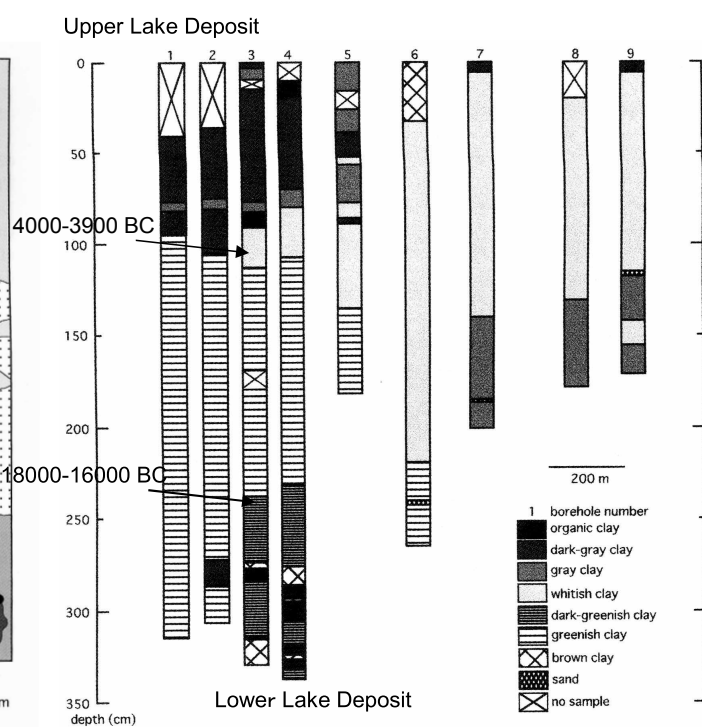 Upper Lake Deposit
1 2 3 4 5 6 7 8 9
0
50
4000-3900 BC
100
150
200
18000-16000 BC
200 m
250
1 borehole number
organic clay
dark-gray clay
gray clay
whitish clay
dark-greenish clay
300
greenish clay
brown clay
sand
no sample
m
Lower Lake Deposit
350
depth (cm)